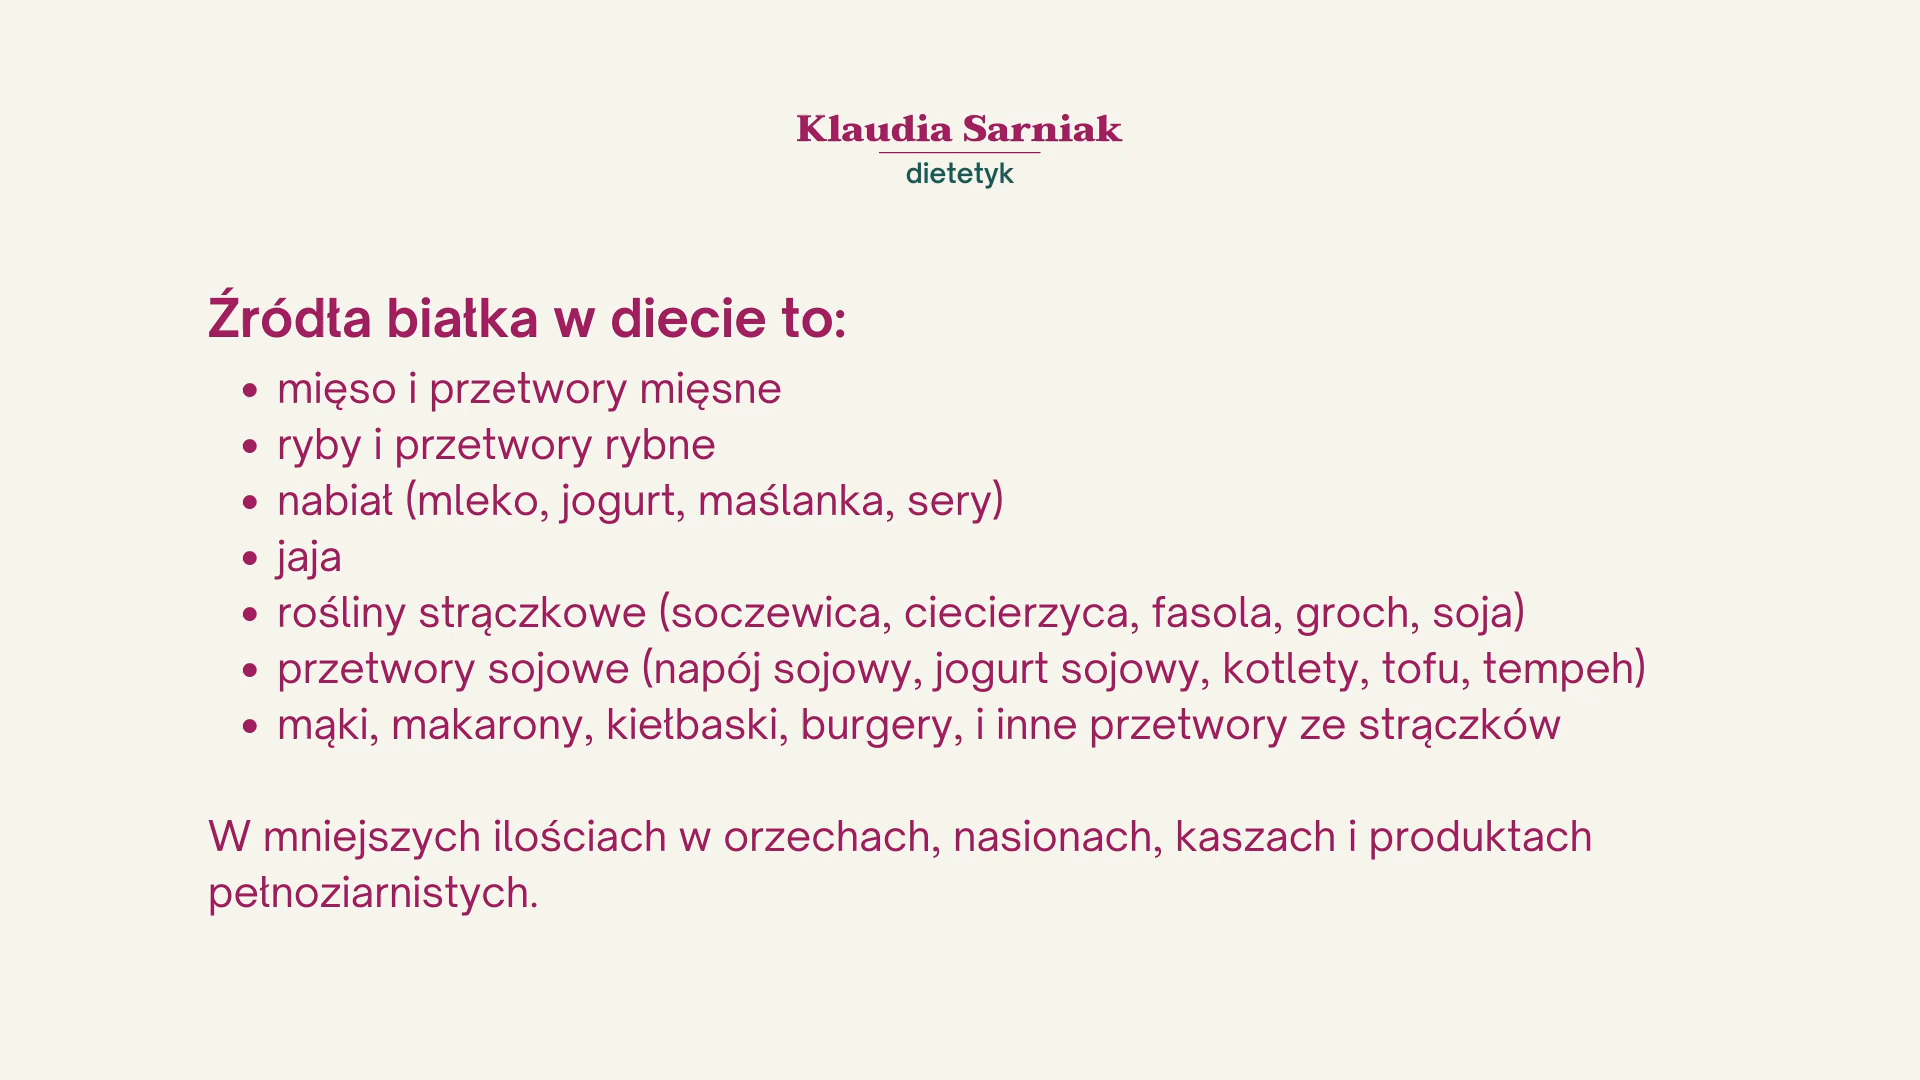 Klaudia Sarniak
dietetyk
Źródła białka w diecie to:
• mięso i przetwory mięsne
• ryby i przetwory rybne
• nabiał (mleko, jogurt, maślanka, sery)
• jaja
• rośliny strączkowe (soczewica, ciecierzyca, fasola, groch, soja)
• przetwory sojowe (napój sojowy, jogurt sojowy, kotlety, tofu, tempeh)
• mąki, makarony, kiełbaski, burgery, i inne przetwory ze strączków
W mniejszych ilościach w orzechach, nasionach, kaszach i produktach
pełnoziarnistych.